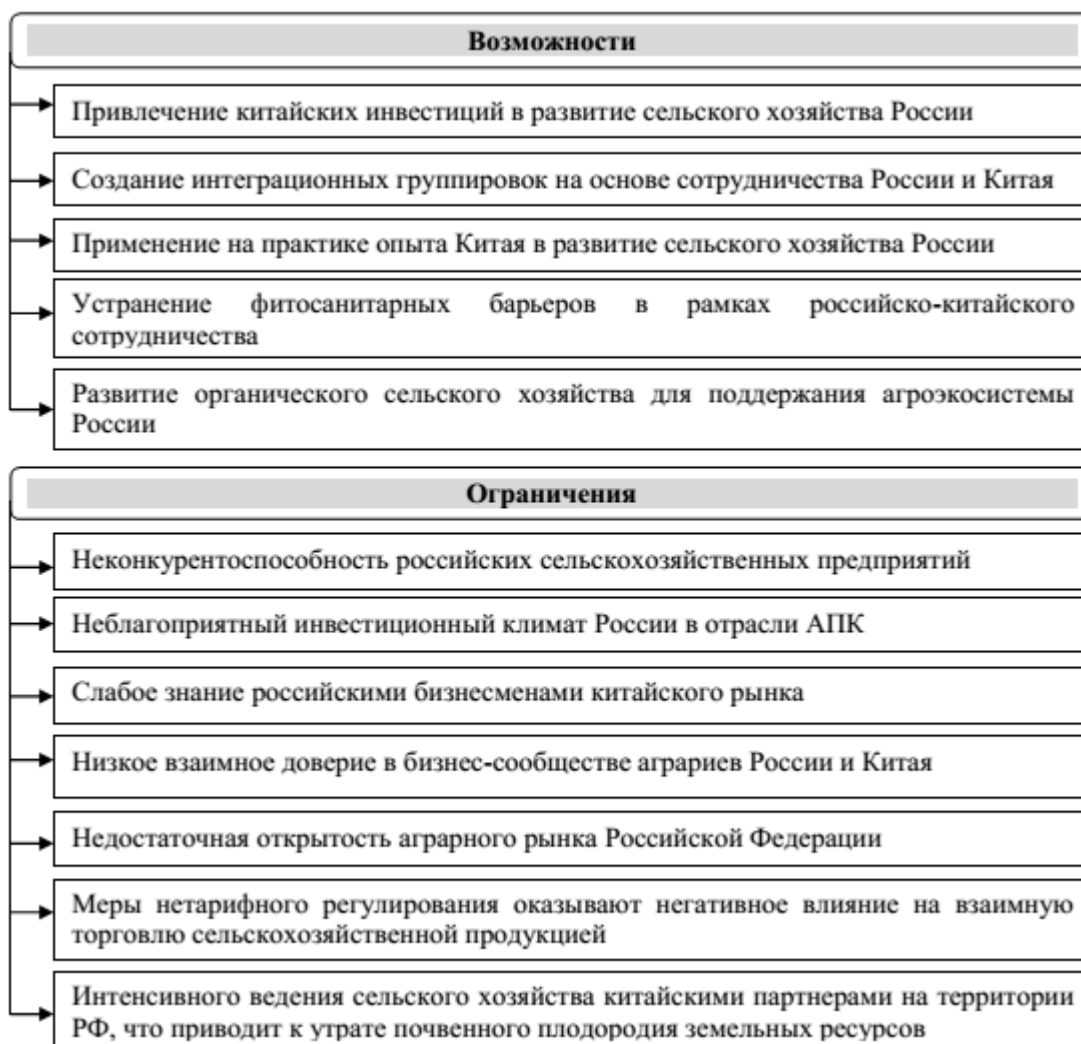 Возможности
Привлечение китайских инвестиций в развитие сельского хозяйства России
Создание интеграционных группировок на основе сотрудничества России и Китая
Применение на практике опыта Китая в развитие сельского хозяйства России
Устранение фитосанитарных барьеров в рамках российско-китайского
сотрудничества
Развитие органического сельского хозяйства для поддержания агроэкосистемы
России
Ограничения
Неконкурентоспособность российских сельскохозяйственных предприятий
Неблагоприятный инвестиционный климат России в отрасли АПК
Слабое знание российскими бизнесменами китайского рынка
Низкое взаимное доверие в бизнес-сообществе аграриев России и Китая
Недостаточная открытость аграрного рынка Российской Федерации
Меры нетарифного регулирования оказывают негативное влияние на взаимную
торговлю сельскохозяйственной продукцией
Интенсивного ведения сельского хозяйства китайскими партнерами на территории
РФ, что приводит к утрате почвенного плодородия земельных ресурсов